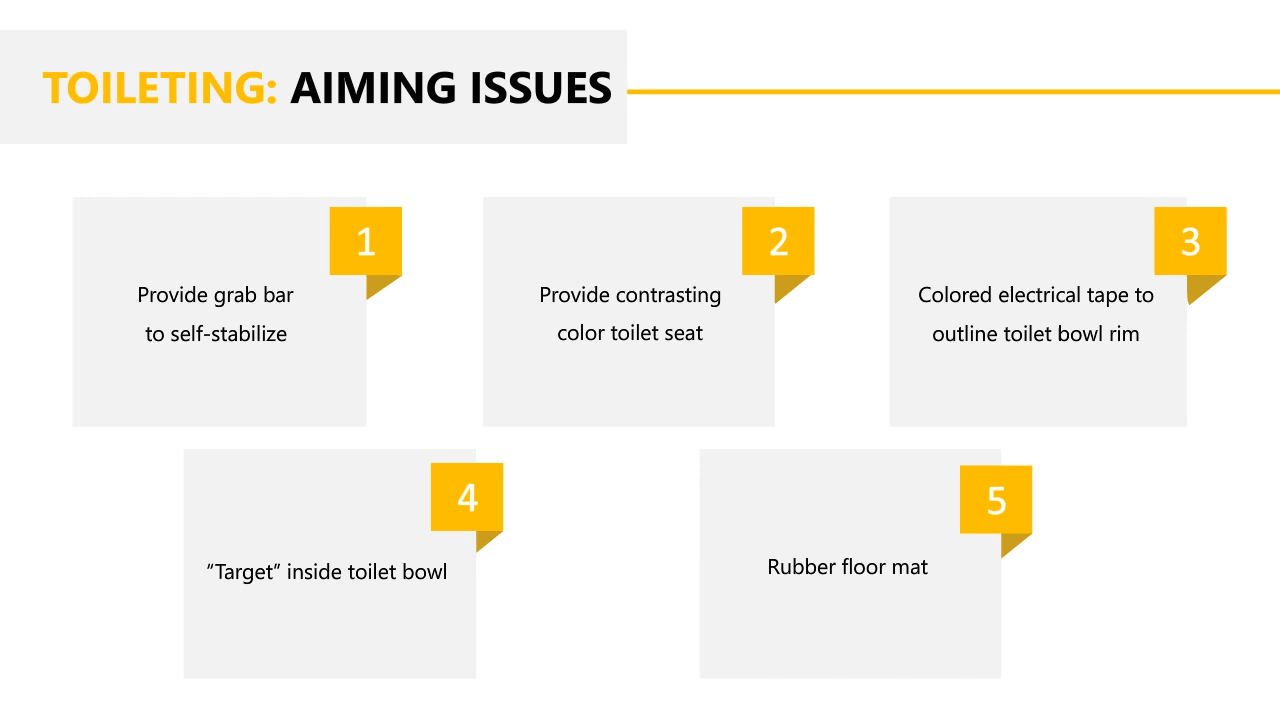 TOILETING: AIMING ISSUES
1
Provide grab bar
to self-stabilize
2
Provide contrasting
color toilet seat
3
Colored electrical tape to
outline toilet bowl rim
4
“Target” inside toilet bowl
5
Rubber floor mat